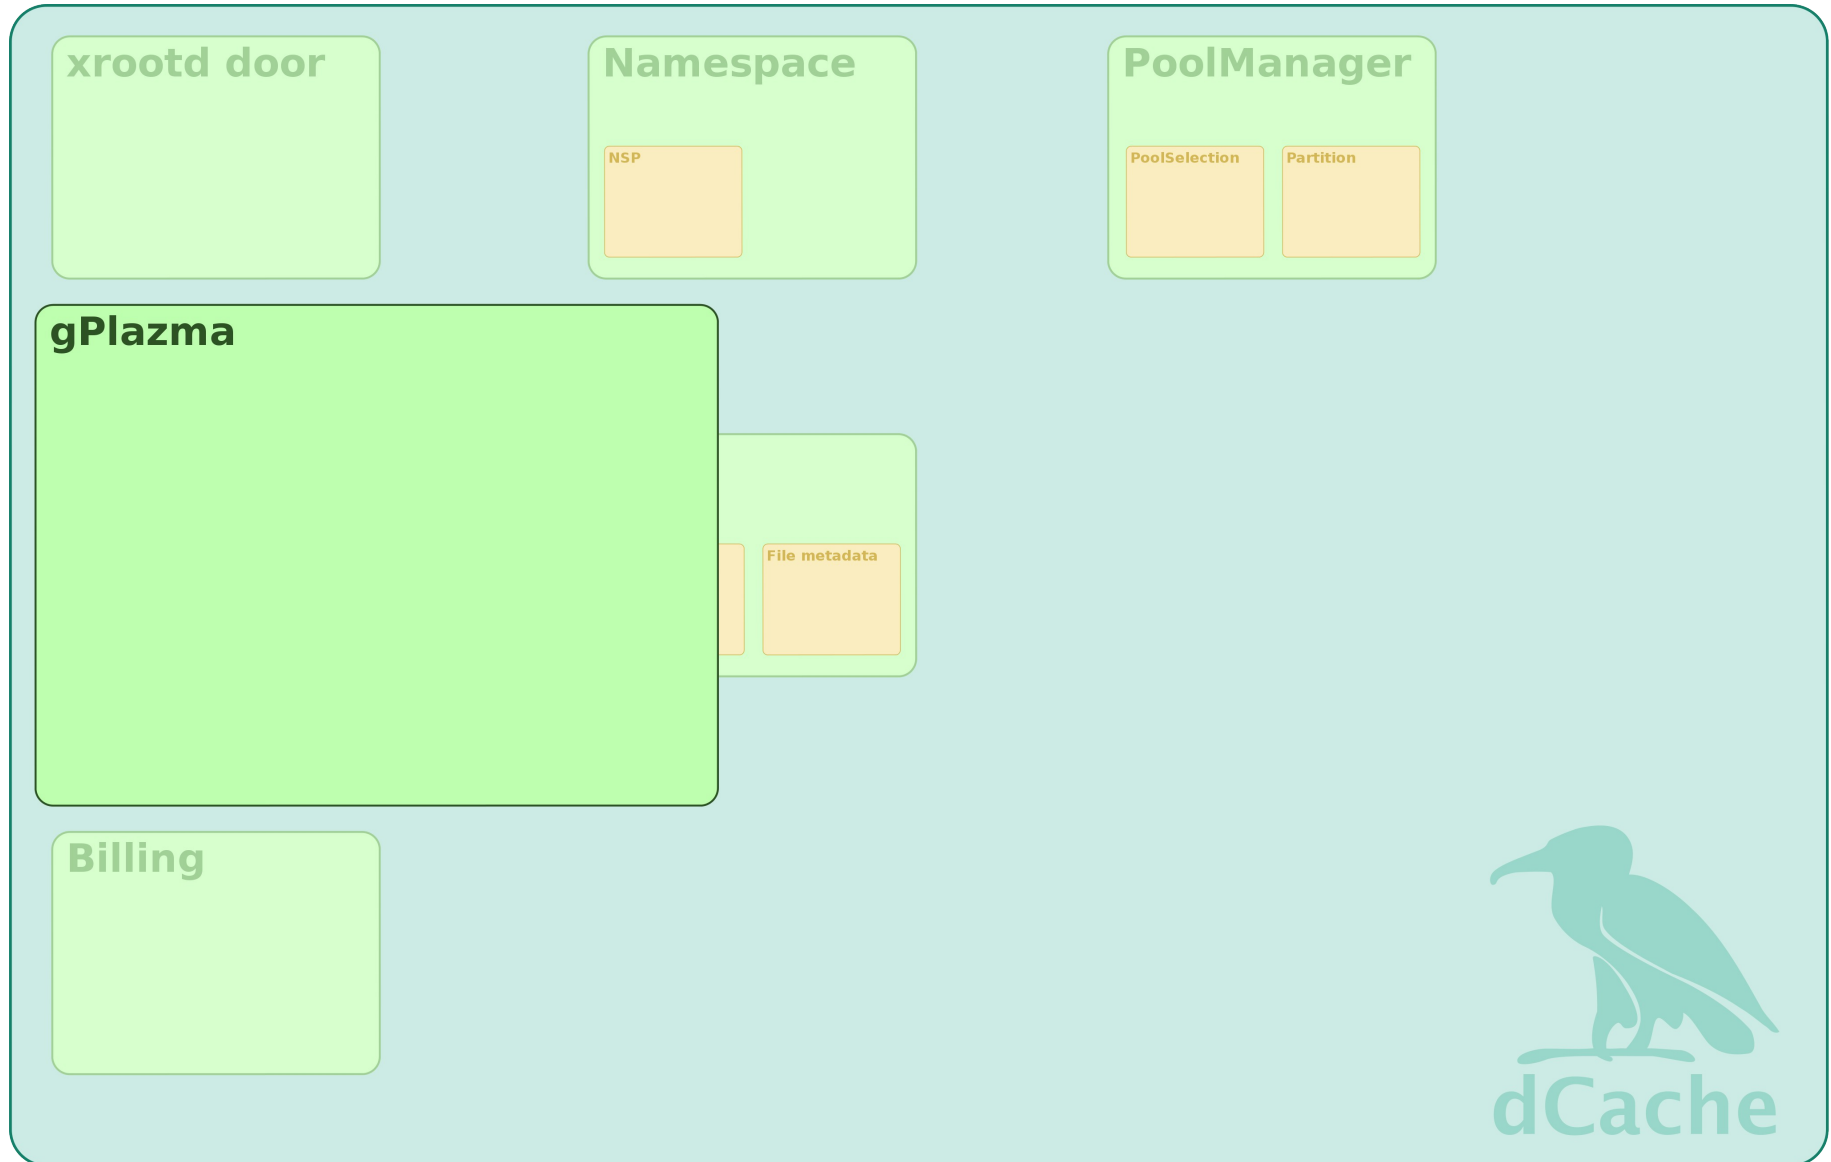 xrootd door
Namespace
PoolManager
NSP
PoolSelection
Partition
gPlazma
File metadata
Billing
dCache